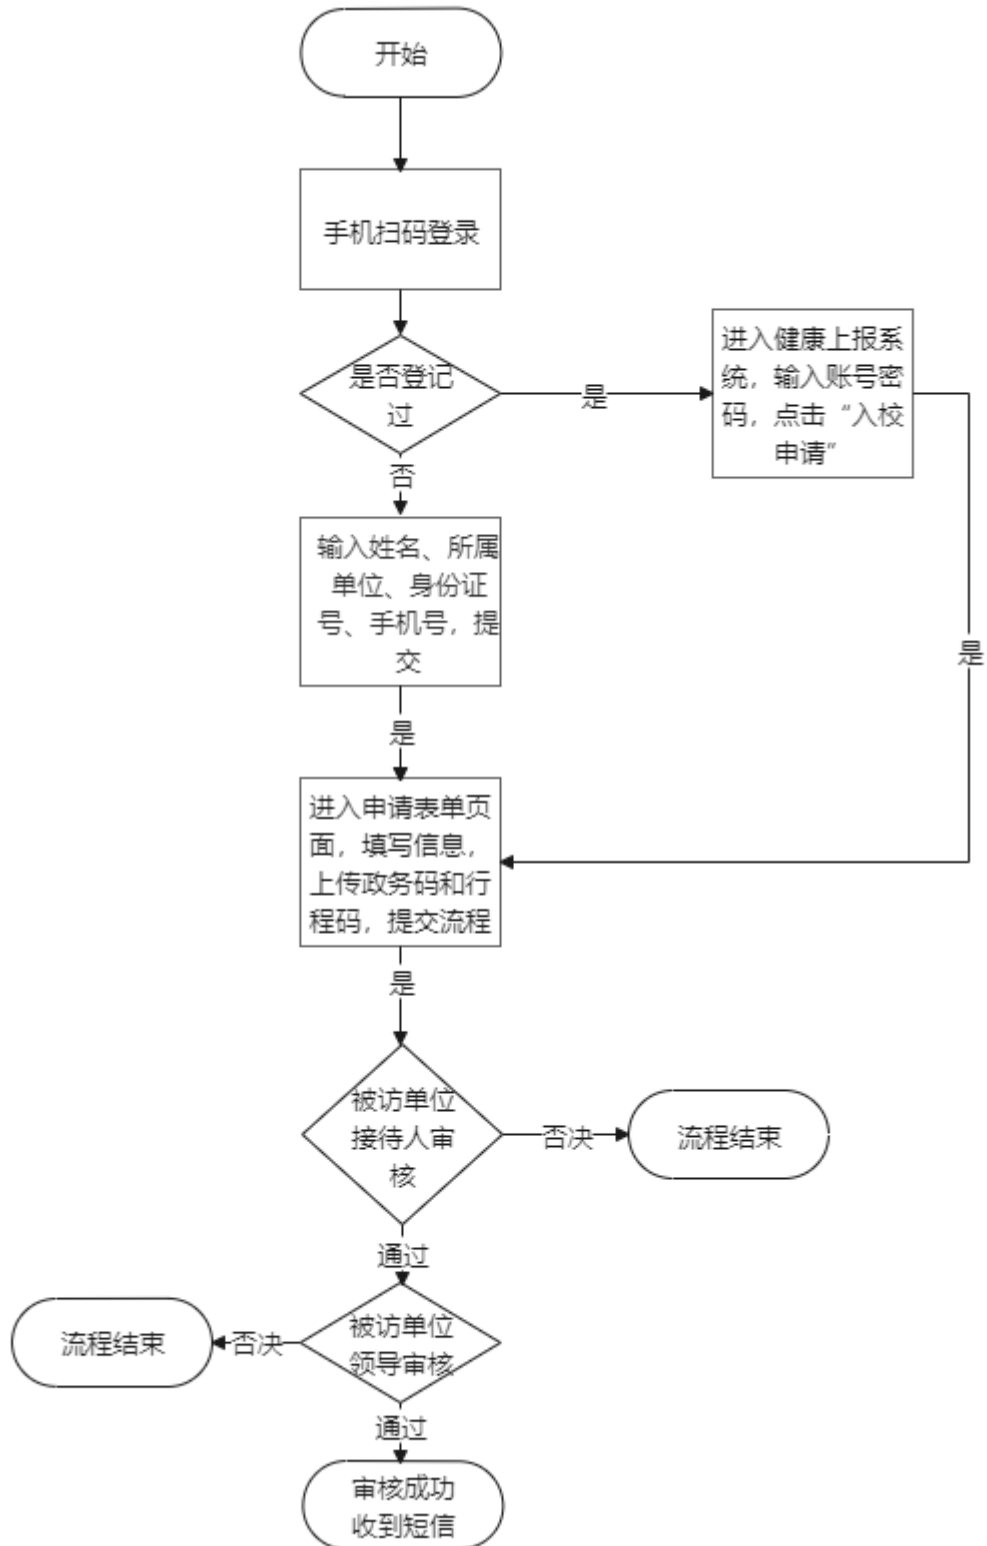 开始
手机扫码登录
是否登记
过
是
进入健康上报系
统，输入账号密
码，点击“入校
申请”
否
输入姓名、所属
单位、身份证
号、手机号，提
交
是
是
进入申请表单页
面，填写信息，
上传政务码和行
程码，提交流程
是
被访单位
接待人审
核
否决
流程结束
通过
被访单位
领导审核
否决
流程结束
通过
审核成功
收到短信